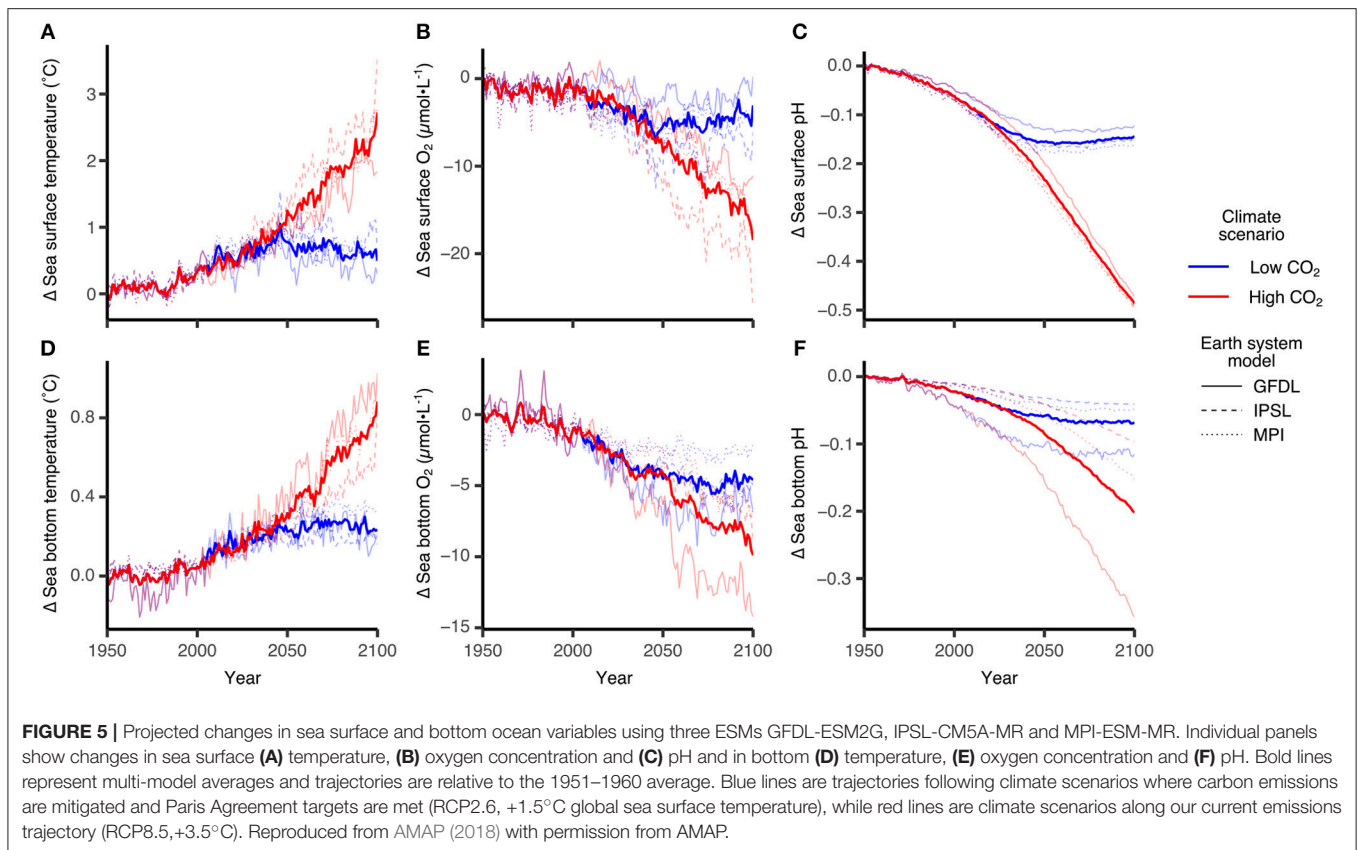 A
Δ Sea surface temperature (°C)
3
2
1
0
B
Δ Sea surface O₂ (µmol•L⁻¹)
0
−10
−20
C
Δ Sea surface pH
0.0
−0.1
−0.2
−0.3
−0.4
−0.5
Climate
scenario
Low CO₂
High CO₂
Earth system
model
GFDL
IPSL
MPI
D
Δ Sea bottom temperature (°C)
0.8
0.4
0.0
1950 2000 2050 2100
Year
E
Δ Sea bottom O₂ (µmol•L⁻¹)
0
−5
−10
−15
1950 2000 2050 2100
Year
F
Δ Sea bottom pH
0.0
−0.1
−0.2
−0.3
1950 2000 2050 2100
Year
FIGURE 5 | Projected changes in sea surface and bottom ocean variables using three ESMs GFDL-ESM2G, IPSL-CM5A-MR and MPI-ESM-MR. Individual panels
show changes in sea surface (A) temperature, (B) oxygen concentration and (C) pH and in bottom (D) temperature, (E) oxygen concentration and (F) pH. Bold lines
represent multi-model averages and trajectories are relative to the 1951–1960 average. Blue lines are trajectories following climate scenarios where carbon emissions
are mitigated and Paris Agreement targets are met (RCP2.6, +1.5°C global sea surface temperature), while red lines are climate scenarios along our current emissions
trajectory (RCP8.5,+3.5°C). Reproduced from AMAP (2018) with permission from AMAP.